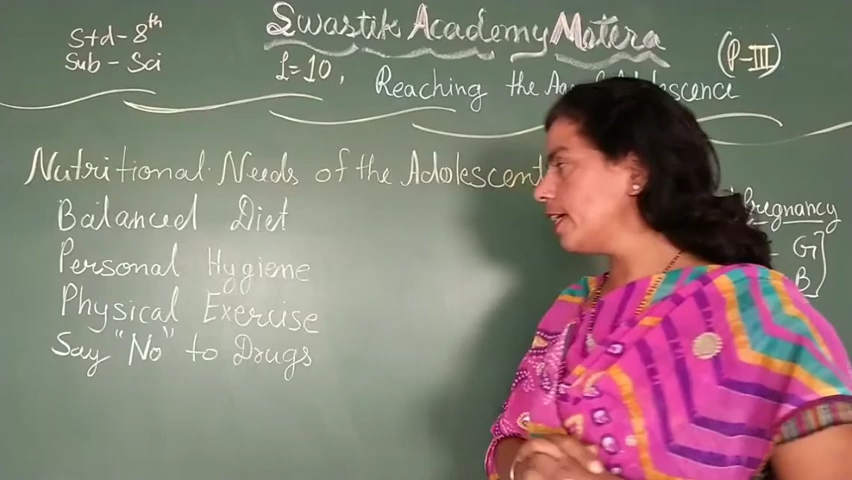 Swastik Academy Matera
Std - 8th
Sub - Sci
L=10,
(P-III)
Reaching the
Nutritional Needs of the Adolescent
Balanced Diet
Personal Hygiene
Physical Exercise
Say "No" to Drugs
Pregnancy
- G
B